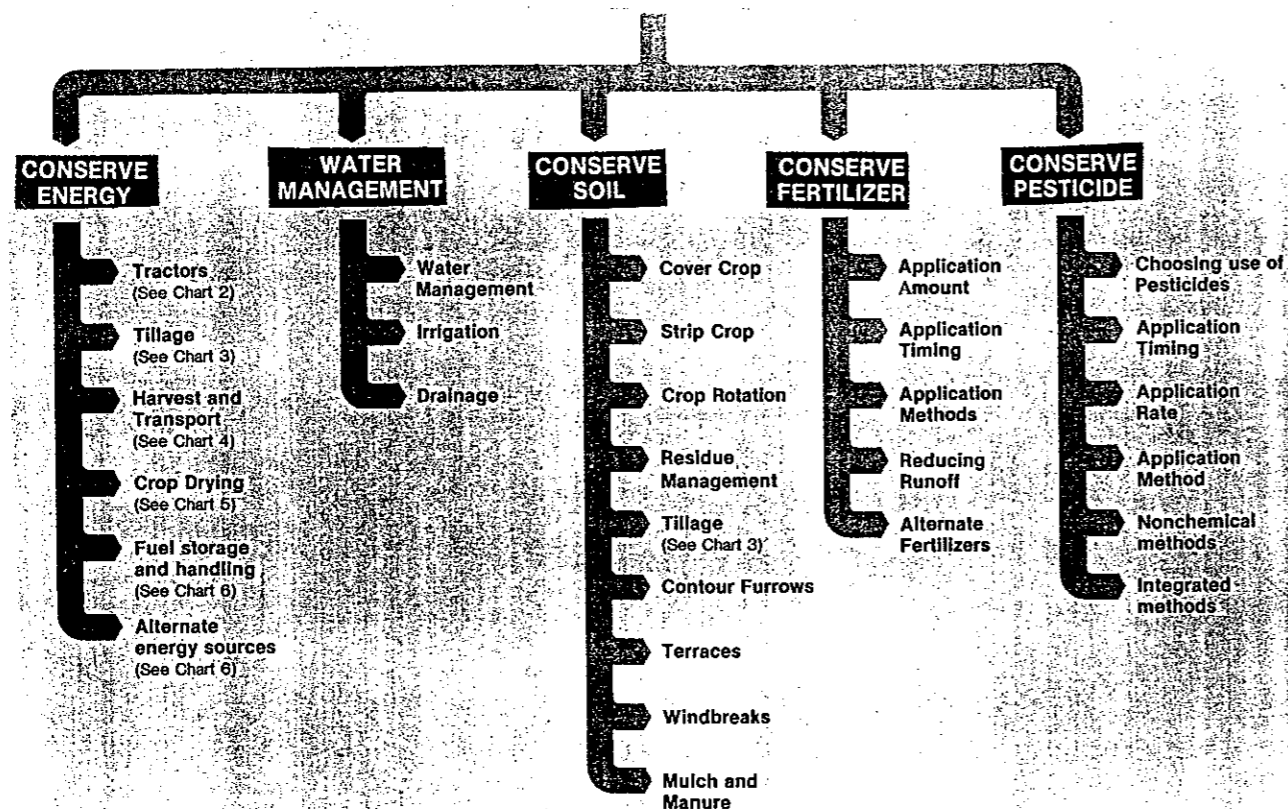 CONSERVE
ENERGY
Tractors
(See Chart 2)
Tillage
(See Chart 3)
Harvest and
Transport
(See Chart 4)
Crop Drying
(See Chart 5)
Fuel storage
and handling
(See Chart 6)
Alternate
energy sources
(See Chart 6)
WATER
MANAGEMENT
Water
Management
Irrigation
Drainage
CONSERVE
SOIL
Cover Crop
Strip Crop
Crop Rotation
Residue
Management
Tillage
(See Chart 3)
Contour Furrows
Terraces
Windbreaks
Mulch and
Manure
CONSERVE
FERTILIZER
Application
Amount
Application
Timing
Application
Methods
Reducing
Runoff
Alternate
Fertilizers
CONSERVE
PESTICIDE
Choosing use of
Pesticides
Application
Timing
Application
Rate
Application
Method
Nonchemical
methods
Integrated
methods